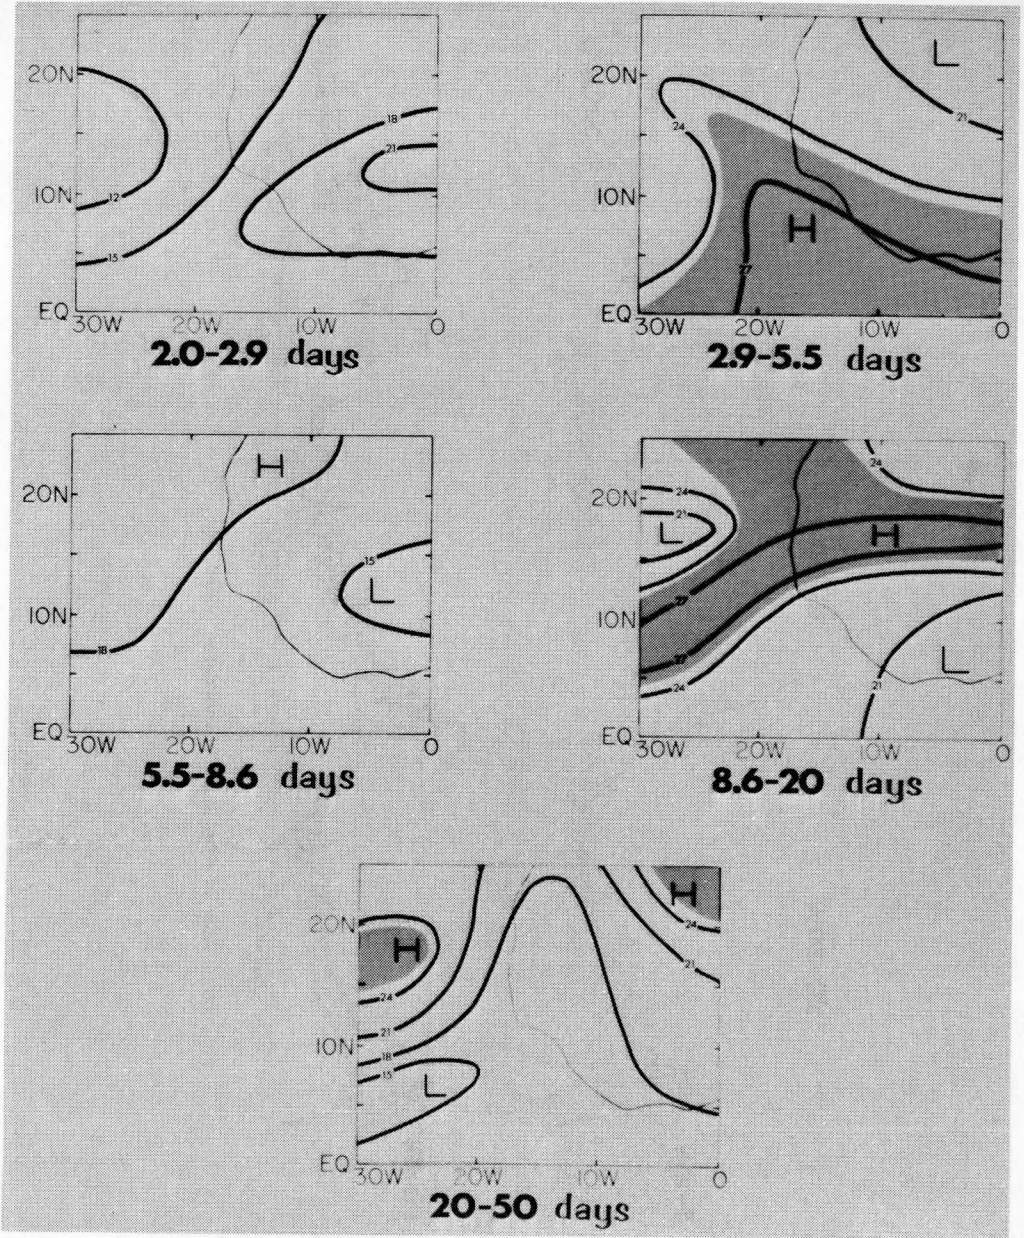 20N
10N
EQ
30W 20W 10W 0
12
15
18
21
2.0-2.9 days
20N
10N
EQ
30W 20W 10W 0
L
21
24
H
27
2.9-5.5 days
20N
10N
EQ
30W 20W 10W 0
H
15
L
18
5.5-8.6 days
20N
10N
EQ
30W 20W 10W 0
24
24
21
L
H
27
27
24
L
21
8.6-20 days
20N
10N
EQ
30W 20W 10W 0
H
24
H
21
24
21
18
15
L
20-50 days